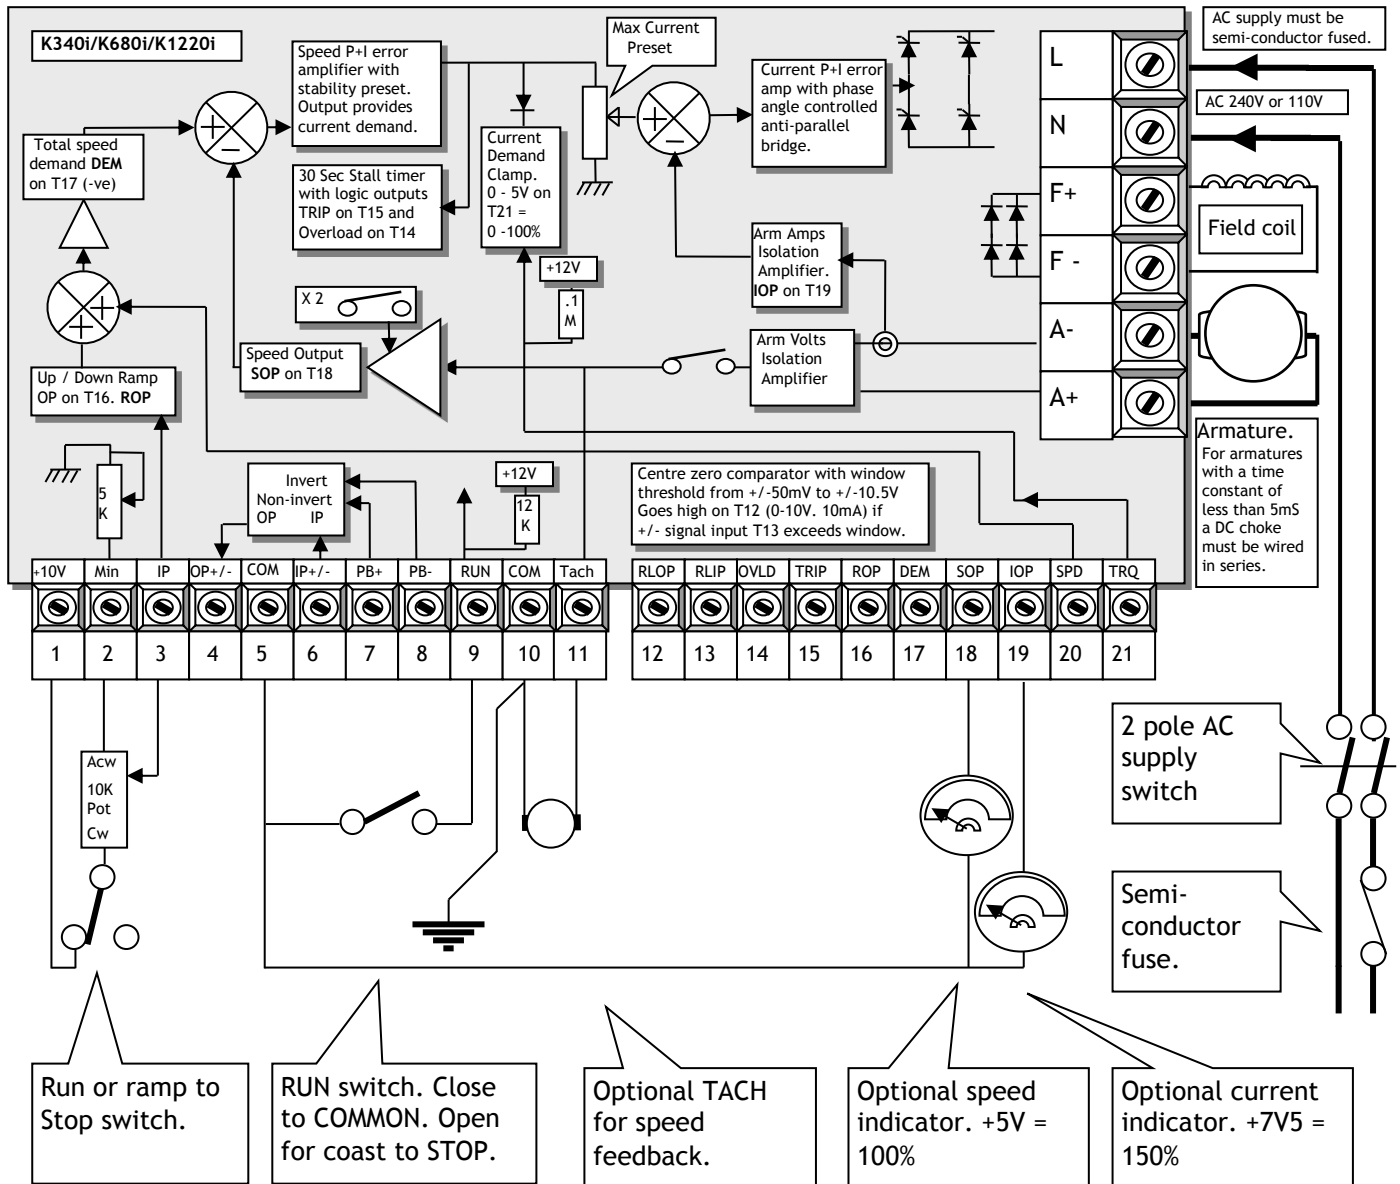 K340i/K680i/K1220i
Speed P+I error
amplifier with
stability preset.
Output provides
current demand.
Max Current
Preset
Current P+I error
amp with phase
angle controlled
anti-parallel
bridge.
AC supply must be
semi-conductor fused.
AC 240V or 110V
L
N
F+
F -
A-
A+
Field coil
Total speed
demand DEM
on T17 (-ve)
+
−
+
−
Current
Demand
Clamp.
0 - 5V on
T21 =
0 -100%
30 Sec Stall timer
with logic outputs
TRIP on T15 and
Overload on T14
Arm Amps
Isolation
Amplifier.
IOP on T19
+12V
.1
M
X 2
+
+
Speed Output
SOP on T18
Arm Volts
Isolation
Amplifier
Up / Down Ramp
OP on T16. ROP
Armature.
For armatures
with a time
constant of
less than 5mS
a DC choke
must be wired
in series.
5
K
Invert
Non-invert
OP IP
+12V
12
K
Centre zero comparator with window
threshold from +/-50mV to +/-10.5V
Goes high on T12 (0-10V. 10mA) if
+/- signal input T13 exceeds window.
+10V Min IP OP+/- COM IP+/- PB+ PB- RUN COM Tach
RLOP RLIP OVLD TRIP ROP DEM SOP IOP SPD TRQ
1 2 3 4 5 6 7 8 9 10 11
12 13 14 15 16 17 18 19 20 21
Acw
10K
Pot
Cw
2 pole AC
supply
switch
Semi-
conductor
fuse.
Run or ramp to
Stop switch.
RUN switch. Close
to COMMON. Open
for coast to STOP.
Optional TACH
for speed
feedback.
Optional speed
indicator. +5V =
100%
Optional current
indicator. +7V5 =
150%